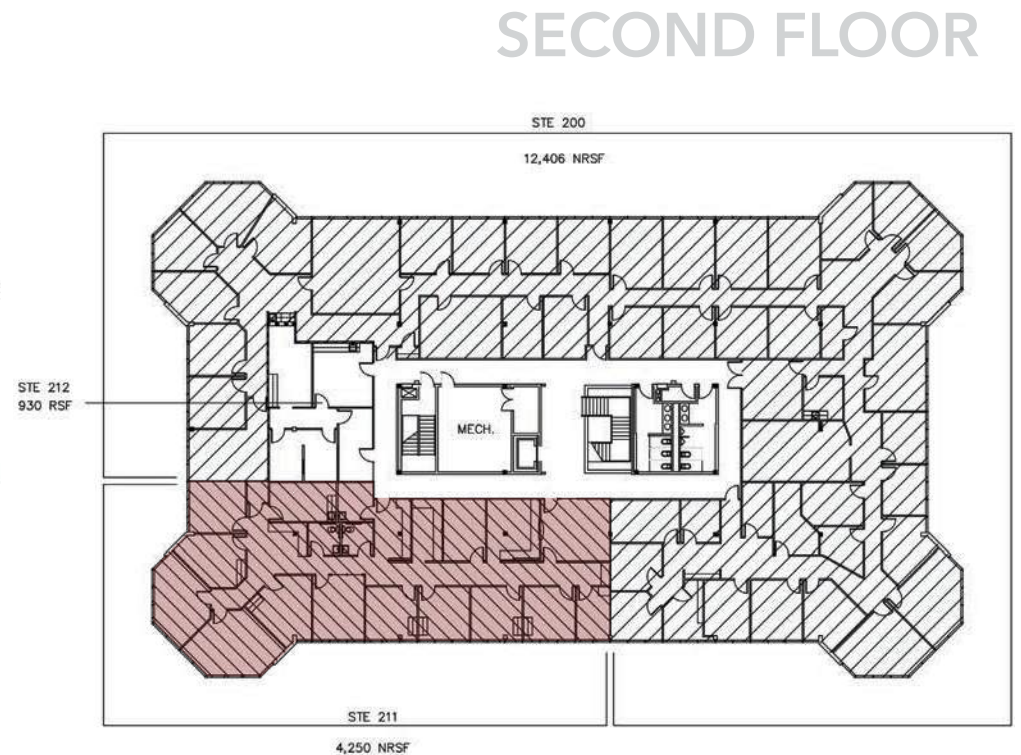 SECOND FLOOR
STE 200
12,406 NRSF
STE 212
930 RSF
MECH.
STE 211
4,250 NRSF